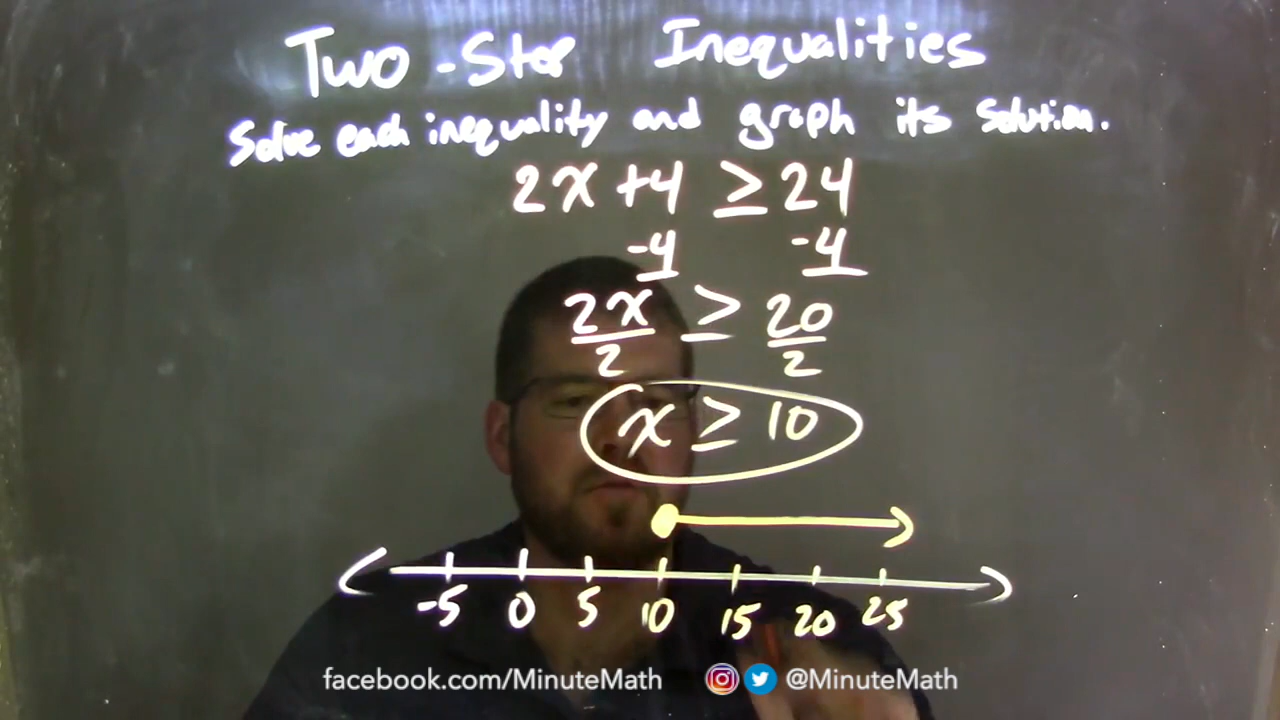 Two-Step Inequalities
Solve each inequality and graph its solution.
2x +4 ≥ 24
-4 -4
2x/2 ≥ 20/2
x ≥ 10
-5 0 5 10 15 20 25
facebook.com/MinuteMath @MinuteMath